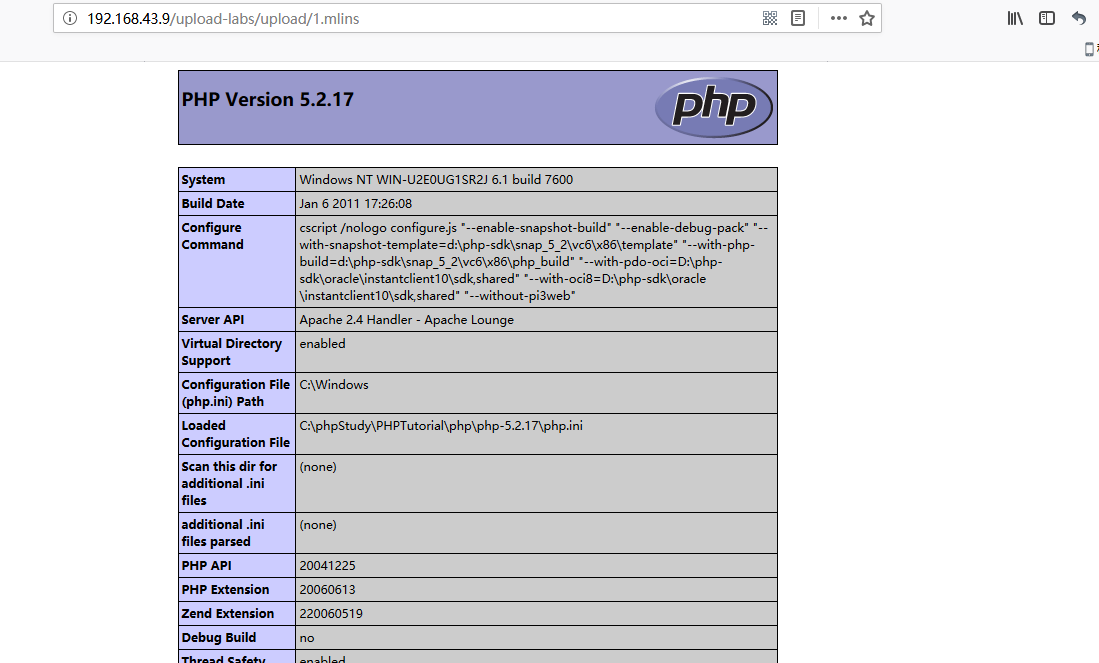 192.168.43.9/upload-labs/upload/1.mlins
PHP Version 5.2.17
php
System Windows NT WIN-U2E0UG1SR2J 6.1 build 7600
Build Date Jan 6 2011 17:26:08
Configure Command cscript /nologo configure.js "--enable-snapshot-build" "--enable-debug-pack" "--
with-snapshot-template=d:\php-sdk\snap_5_2\vc6\x86\template" "--with-php-
build=d:\php-sdk\snap_5_2\vc6\x86\php_build" "--with-pdo-oci=D:\php-
sdk\oracle\instantclient10\sdk,shared" "--with-oci8=D:\php-sdk\oracle
\instantclient10\sdk,shared" "--without-pi3web"
Server API Apache 2.4 Handler - Apache Lounge
Virtual Directory Support enabled
Configuration File (php.ini) Path C:\Windows
Loaded Configuration File C:\phpStudy\PHPTutorial\php\php-5.2.17\php.ini
Scan this dir for additional .ini files (none)
additional .ini files parsed (none)
PHP API 20041225
PHP Extension 20060613
Zend Extension 220060519
Debug Build no
Thread Safety enabled